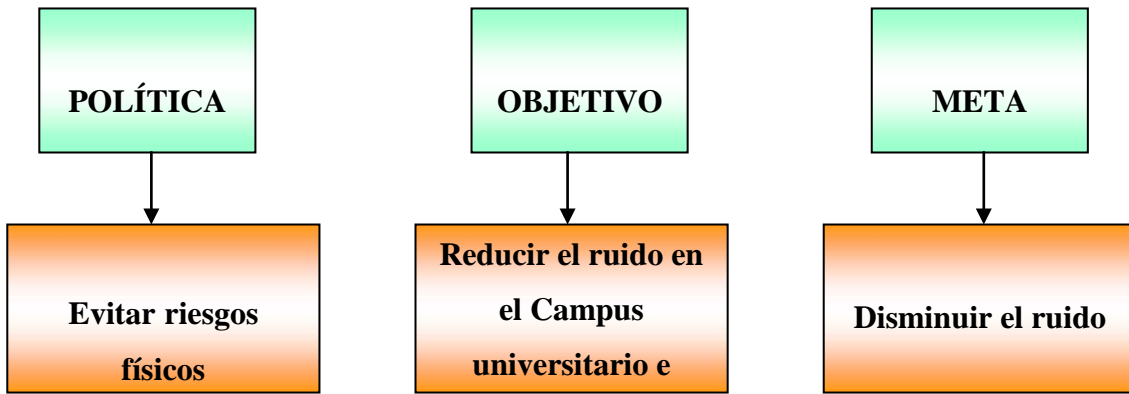 POLÍTICA
OBJETIVO
META
Evitar riesgos
físicos
Reducir el ruido en
el Campus
universitario e
Disminuir el ruido